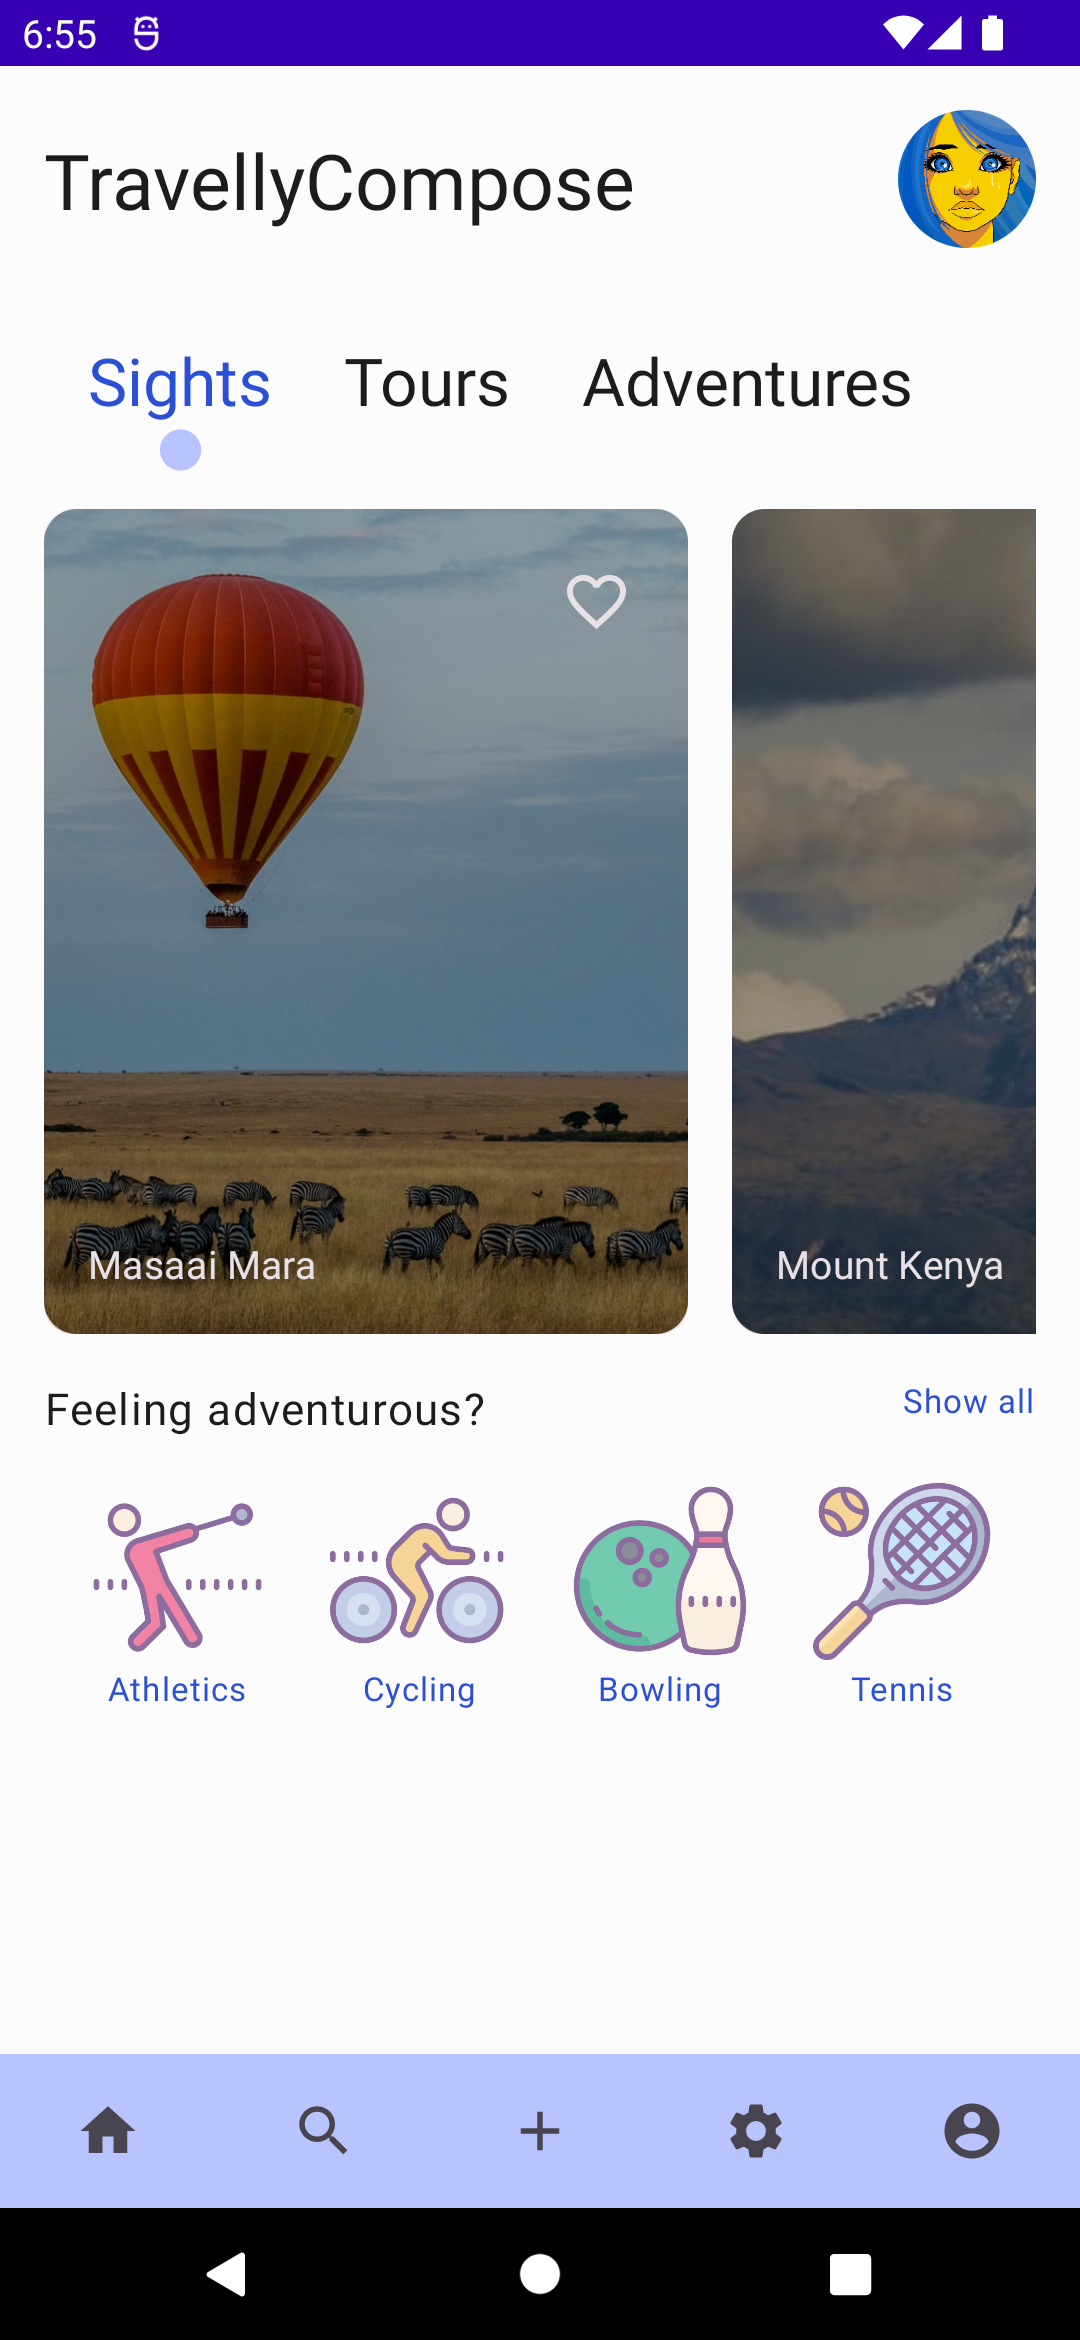 6:55
TravellyCompose
Sights Tours Adventures
Masaai Mara
Mount Kenya
Feeling adventurous?
Show all
Athletics Cycling Bowling Tennis